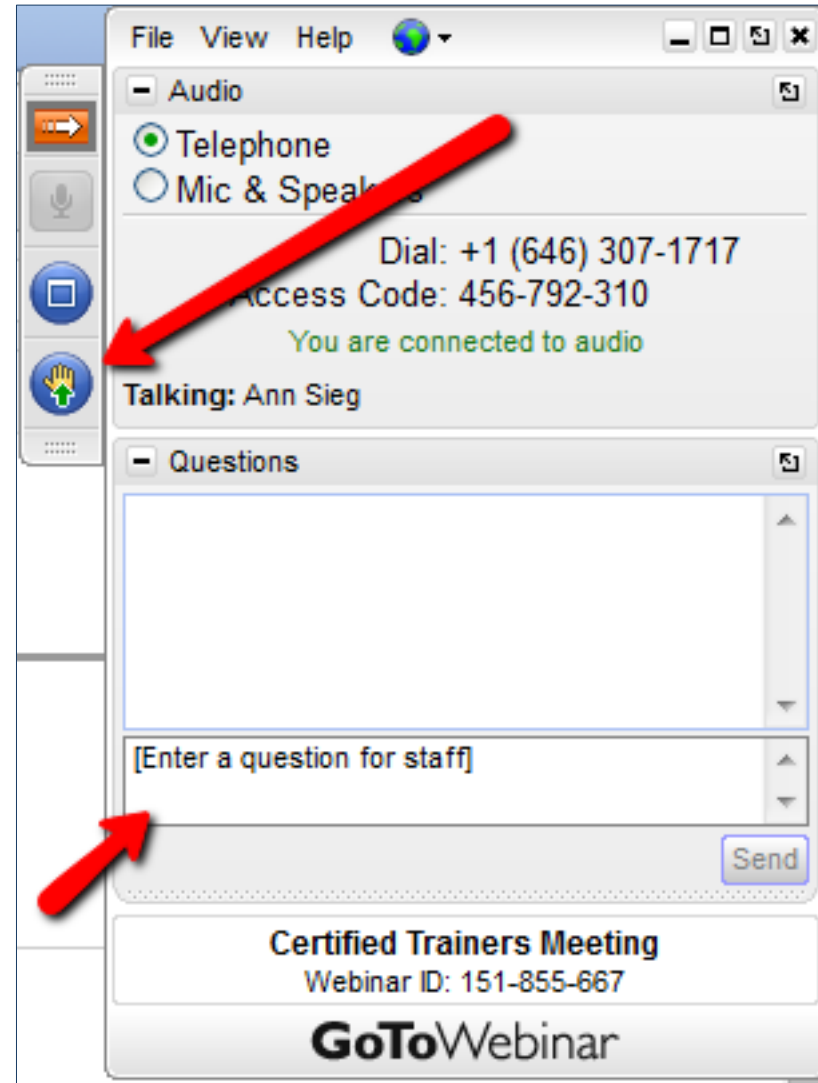 File View Help
Audio
Telephone
Mic &
Dial: +1 (646) 307-1717
Access Code: 456-792-310
You are connected to audio
Talking: Ann Sieg
Questions
[Enter a question for staff]
Send
Certified Trainers Meeting
Webinar ID: 151-855-667
GoToWebinar